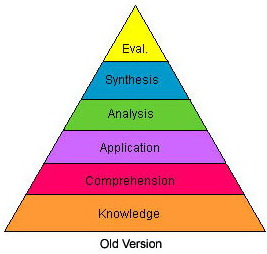 Eval.
Synthesis
Analysis
Application
Comprehension
Knowledge
Old Version